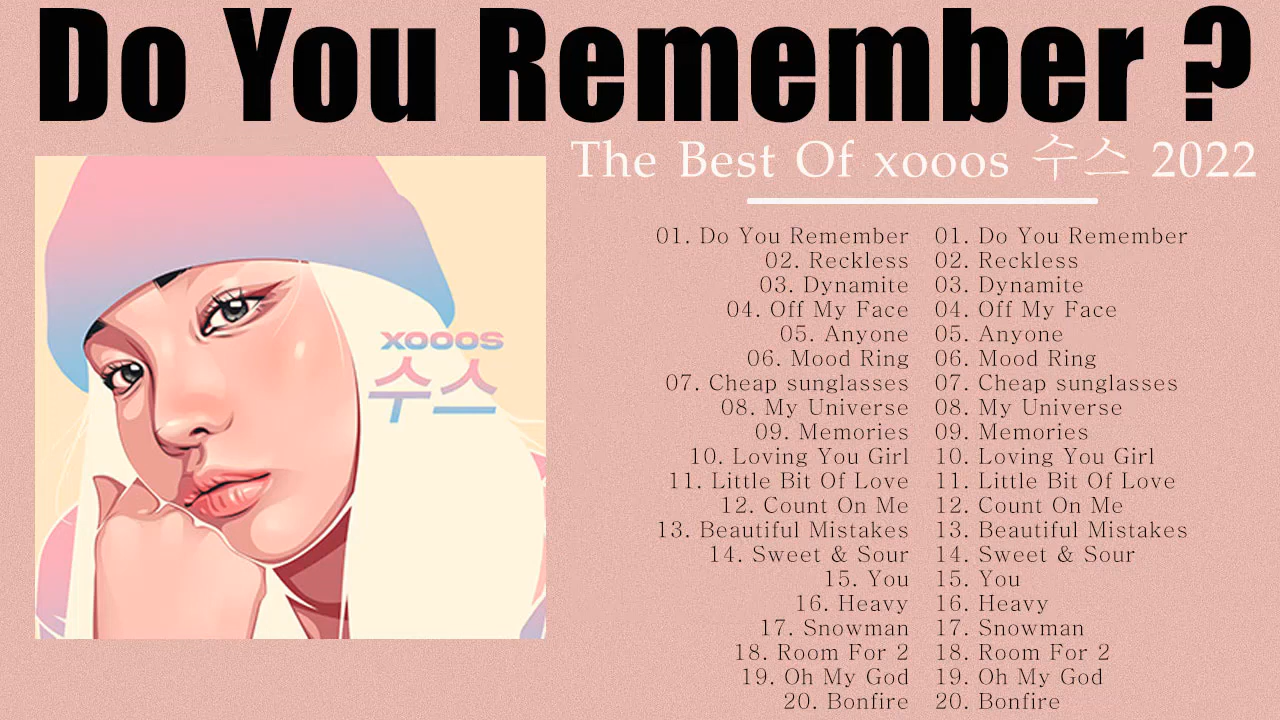 Do You Remember ?
The Best Of xooos 수스 2022
xooos
수스
01. Do You Remember 01. Do You Remember
02. Reckless 02. Reckless
03. Dynamite 03. Dynamite
04. Off My Face 04. Off My Face
05. Anyone 05. Anyone
06. Mood Ring 06. Mood Ring
07. Cheap sunglasses 07. Cheap sunglasses
08. My Universe 08. My Universe
09. Memories 09. Memories
10. Loving You Girl 10. Loving You Girl
11. Little Bit Of Love 11. Little Bit Of Love
12. Count On Me 12. Count On Me
13. Beautiful Mistakes 13. Beautiful Mistakes
14. Sweet & Sour 14. Sweet & Sour
15. You 15. You
16. Heavy 16. Heavy
17. Snowman 17. Snowman
18. Room For 2 18. Room For 2
19. Oh My God 19. Oh My God
20. Bonfire 20. Bonfire